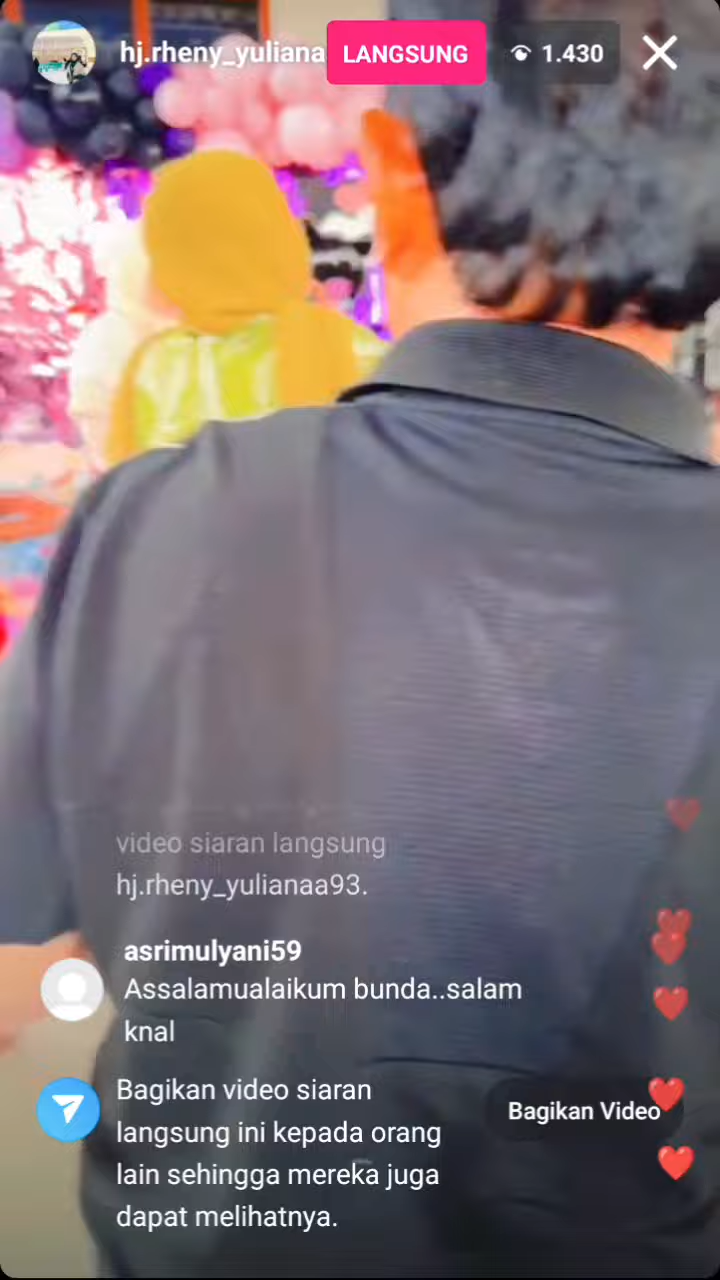 hj.rheny_yuliana
LANGSUNG
1.430
video siaran langsung
hj.rheny_yulianaa93.
asrimulyani59
Assalamualaikum bunda..salam
knal
Bagikan video siaran
langsung ini kepada orang
lain sehingga mereka juga
dapat melihatnya.
Bagikan Video